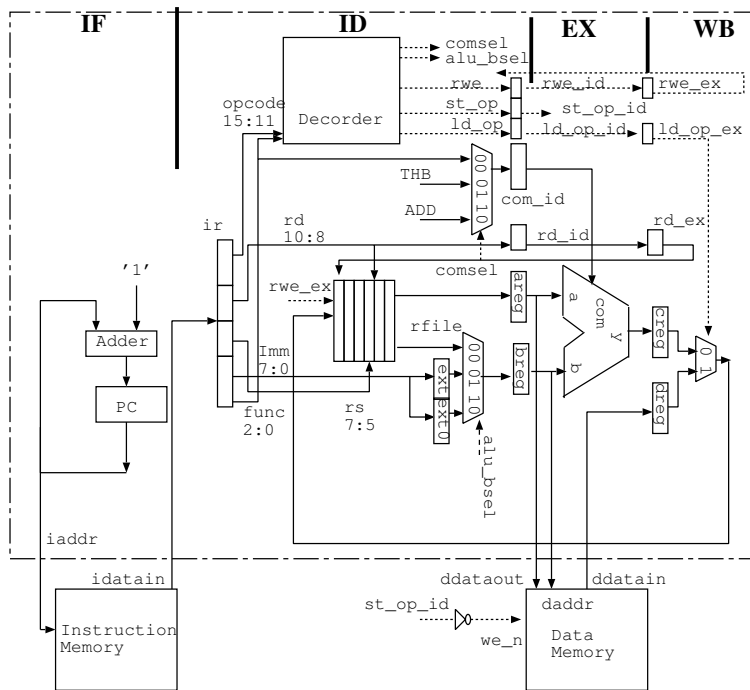 IF
ID
EX
WB
comsel
alu_bsel
rwe
rwe_id
rwe_ex
opcode
15:11
Decorder
st_op
st_op_id
ld_op
ld_op_id
ld_op_ex
THB
00 01 10
com_id
ADD
ir
rd
10:8
rd_id
rd_ex
'1'
comsel
rwe_ex
areg
a
com
y
creg
Adder
rfile
Imm
7:0
00 01 10
breg
b
0 1
ext
ext0
dreg
PC
func
2:0
rs
7:5
alu_bsel
iaddr
idatain
ddataout
ddatain
st_op_id
daddr
Instruction
Memory
we_n
Data
Memory